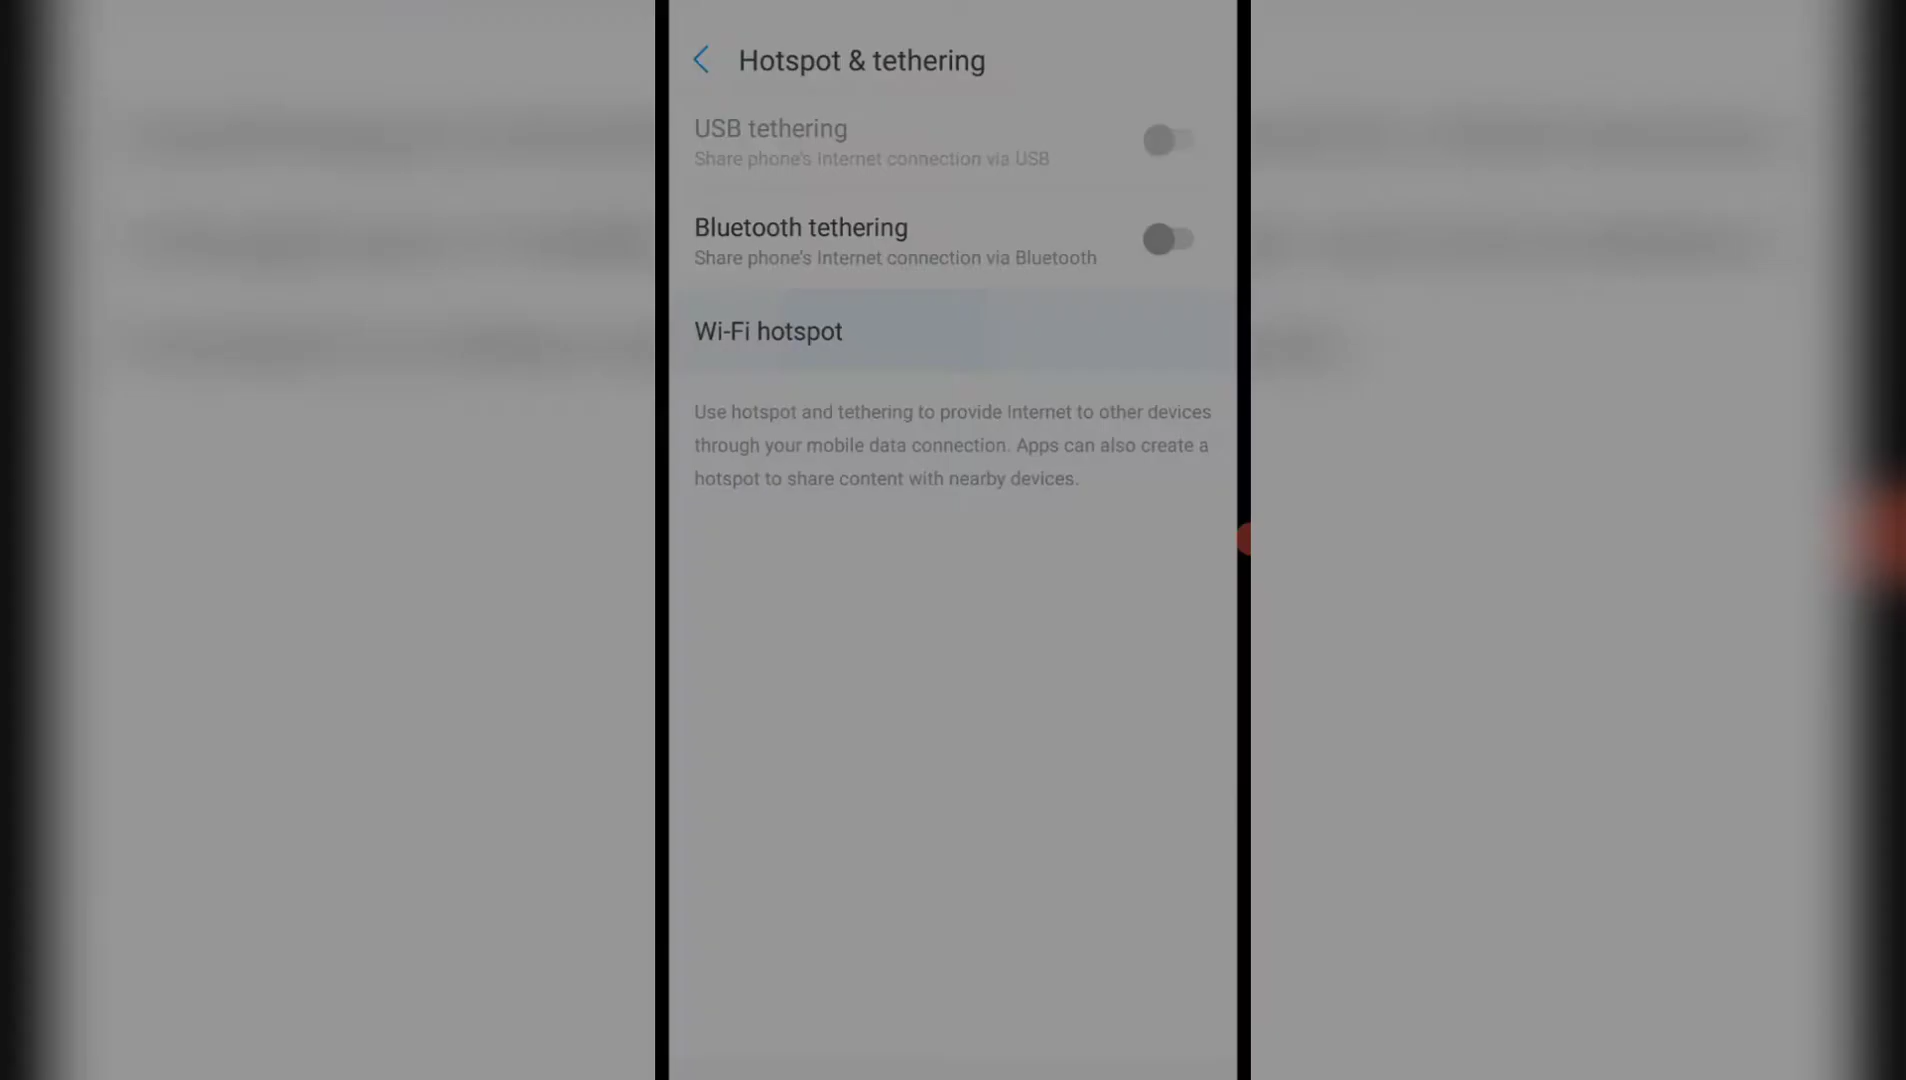 Hotspot & tethering
USB tethering
Share phone's Internet connection via USB
Bluetooth tethering
Share phone's Internet connection via Bluetooth
Wi-Fi hotspot
Use hotspot and tethering to provide Internet to other devices
through your mobile data connection. Apps can also create a
hotspot to share content with nearby devices.